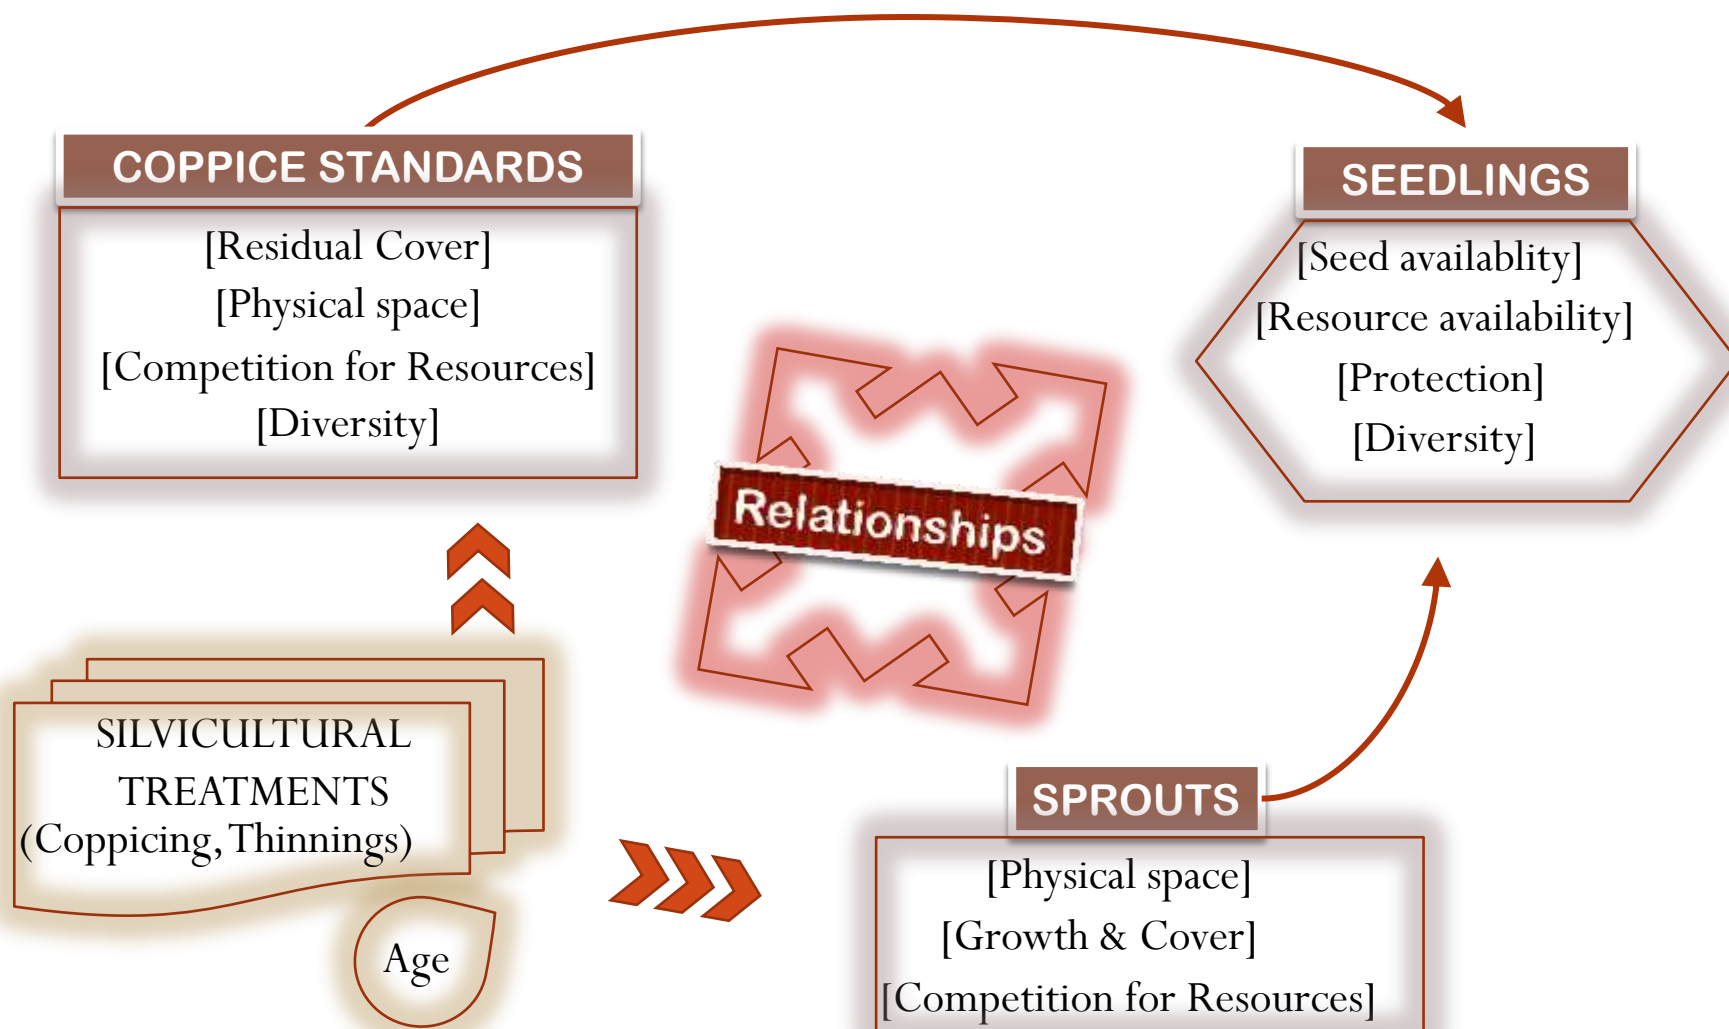 COPPICE STANDARDS
[Residual Cover]
[Physical space]
[Competition for Resources]
[Diversity]
SEEDLINGS
[Seed availablity]
[Resource availability]
[Protection]
[Diversity]
Relationships
SILVICULTURAL
TREATMENTS
(Coppicing, Thinnings)
Age
SPROUTS
[Physical space]
[Growth & Cover]
[Competition for Resources]